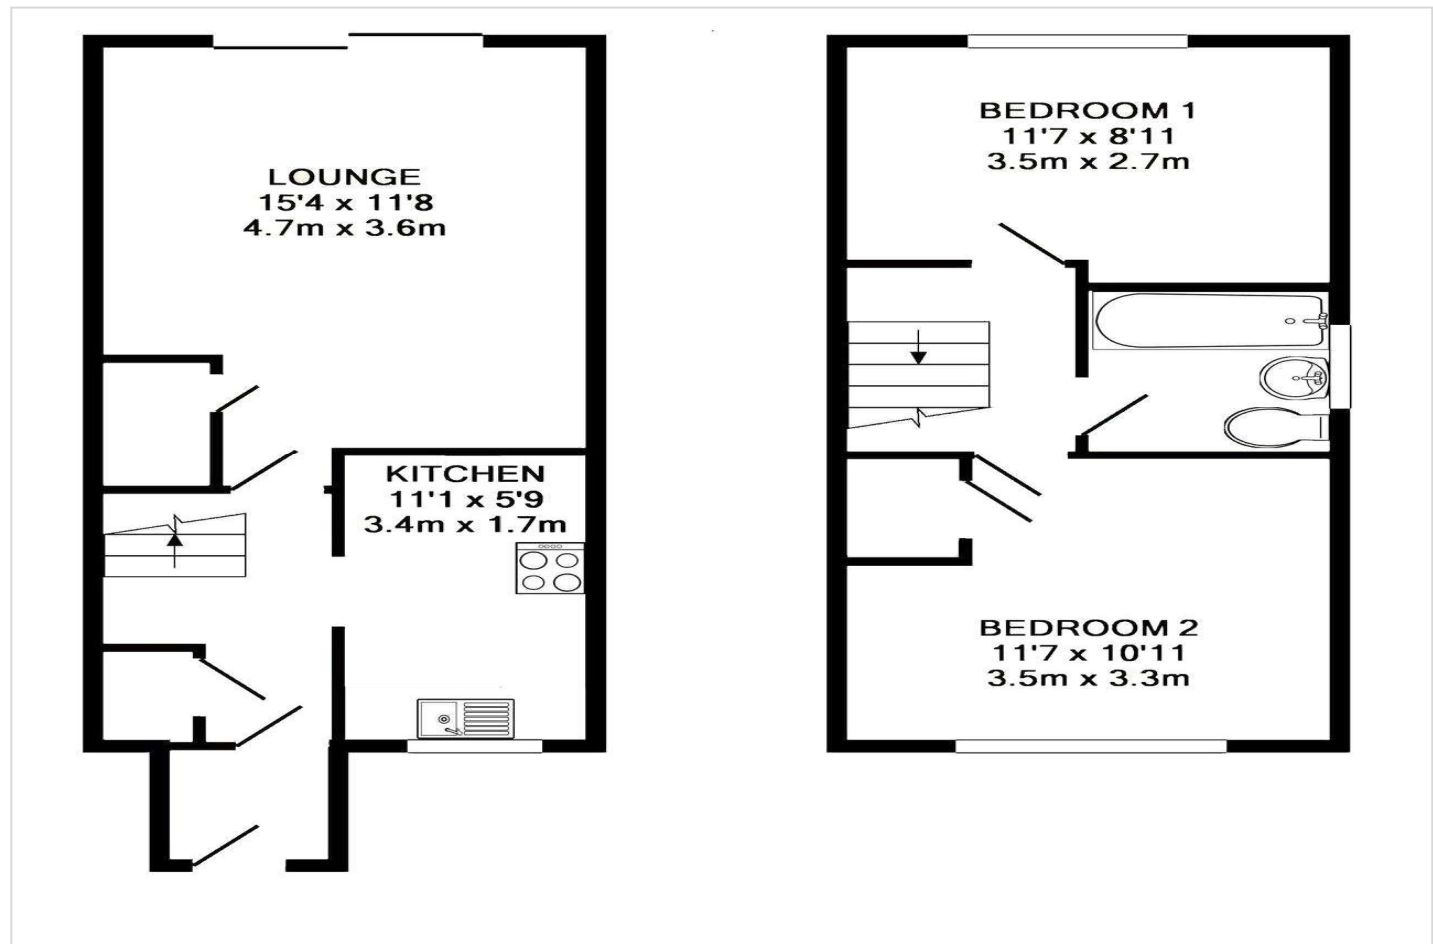 LOUNGE
15'4 x 11'8
4.7m x 3.6m
KITCHEN
11'1 x 5'9
3.4m x 1.7m
BEDROOM 1
11'7 x 8'11
3.5m x 2.7m
BEDROOM 2
11'7 x 10'11
3.5m x 3.3m